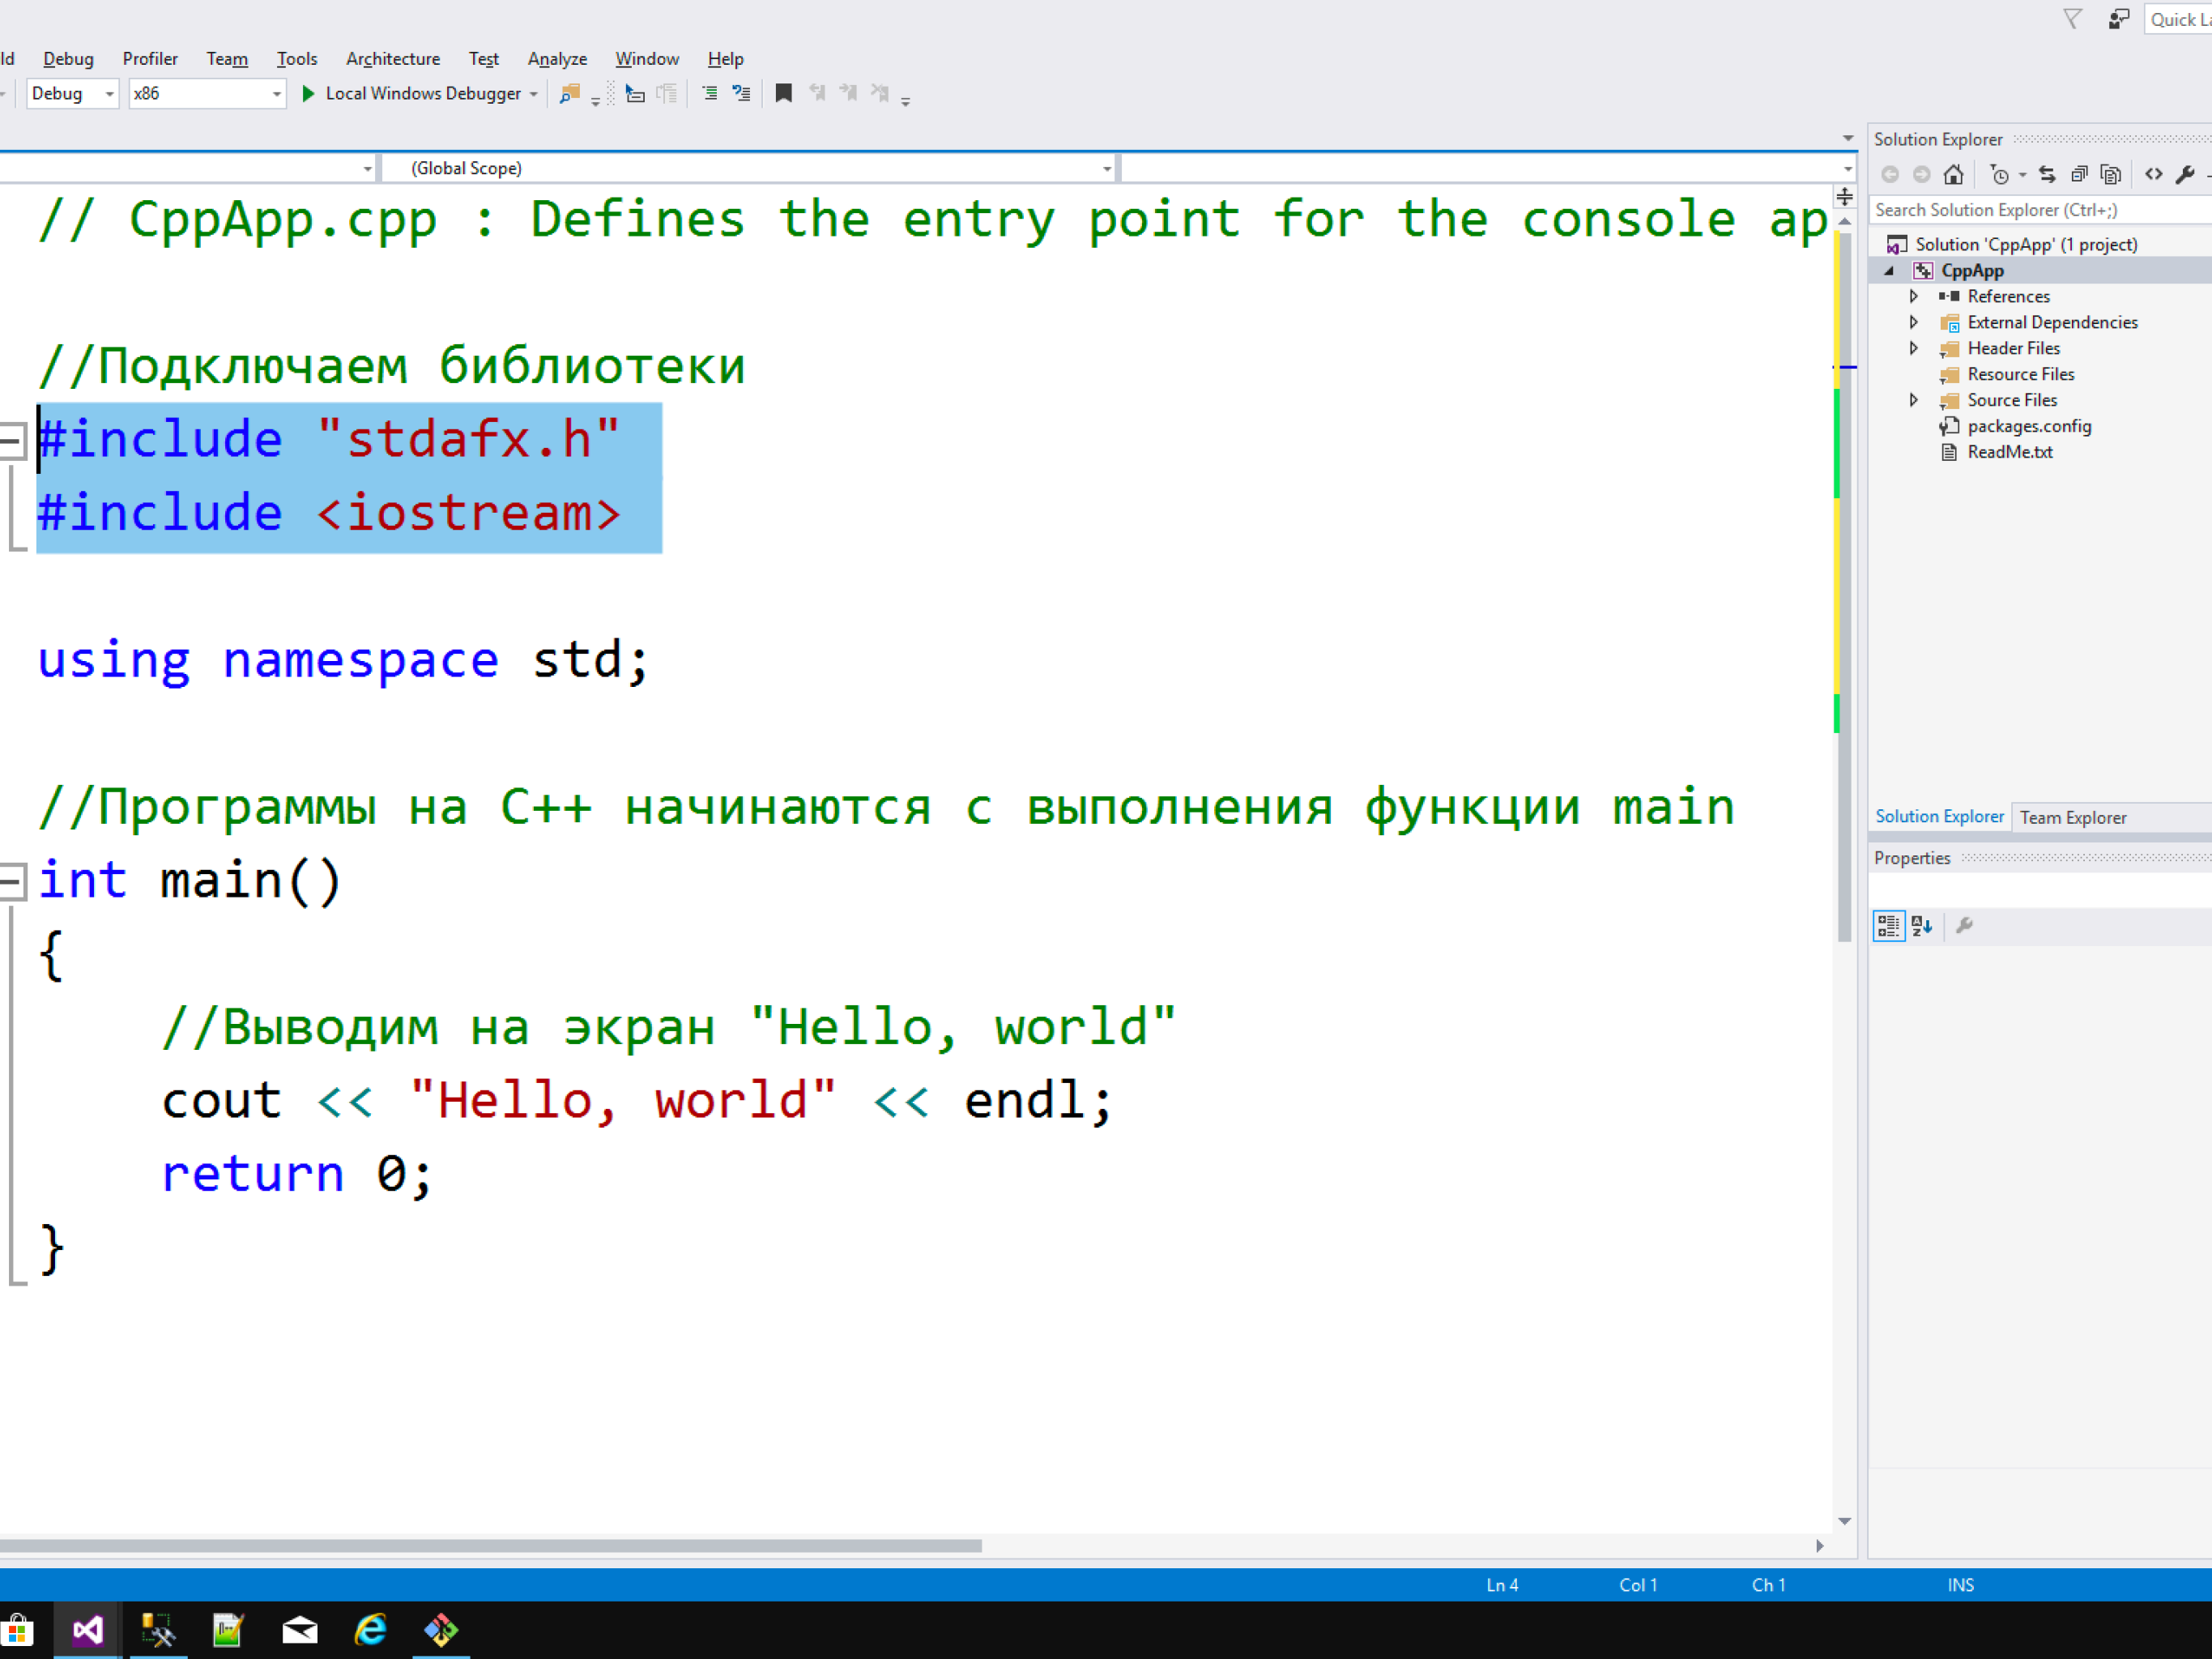 Quick La
ld Debug Profiler Team Tools Architecture Test Analyze Window Help
Debug x86 Local Windows Debugger
(Global Scope)
// CppApp.cpp : Defines the entry point for the console ap
//Подключаем библиотеки
#include "stdafx.h"
#include <iostream>
using namespace std;
//Программы на C++ начинаются с выполнения функции main
int main()
{
//Выводим на экран "Hello, world"
cout << "Hello, world" << endl;
return 0;
}
Solution Explorer
Search Solution Explorer (Ctrl+;)
Solution 'CppApp' (1 project)
CppApp
References
External Dependencies
Header Files
Resource Files
Source Files
packages.config
ReadMe.txt
Solution Explorer Team Explorer
Properties
Ln 4 Col 1 Ch 1 INS